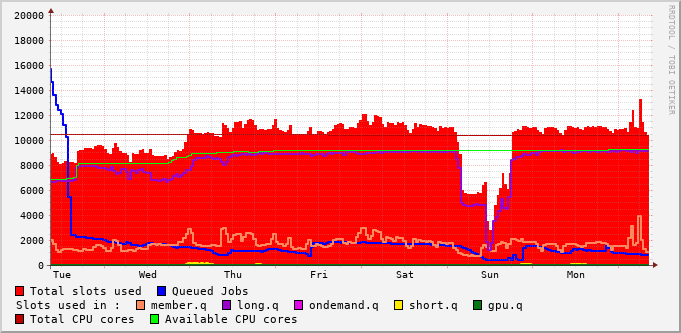 20000
18000
16000
14000
12000
10000
8000
6000
4000
2000
0
Tue Wed Thu Fri Sat Sun Mon
Total slots used Queued Jobs
Slots used in : member.q long.q ondemand.q short.q gpu.q
Total CPU cores Available CPU cores
RRDTOOL / TOBI OETIKER